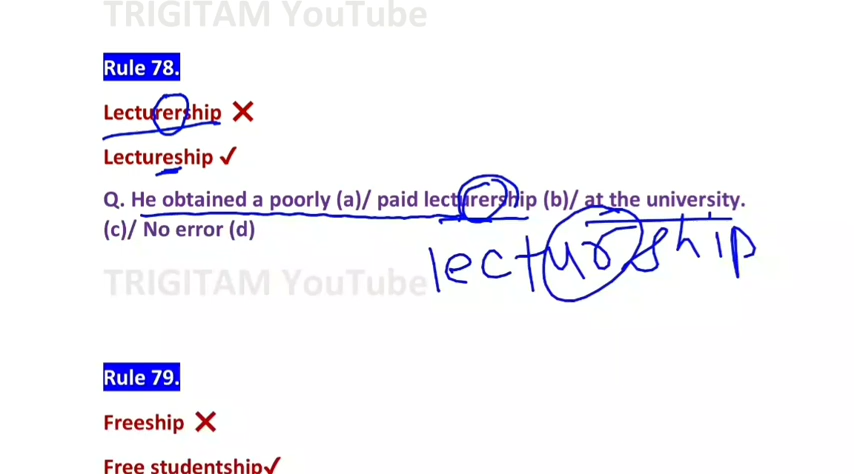 TRIGITAM YouTube
Rule 78.
Lecturership ❌
Lectureship ✓
Q. He obtained a poorly (a)/ paid lecturership (b)/ at the university.
(c)/ No error (d)
lecturship
TRIGITAM YouTube
Rule 79.
Freeship ❌
Free studentship✓